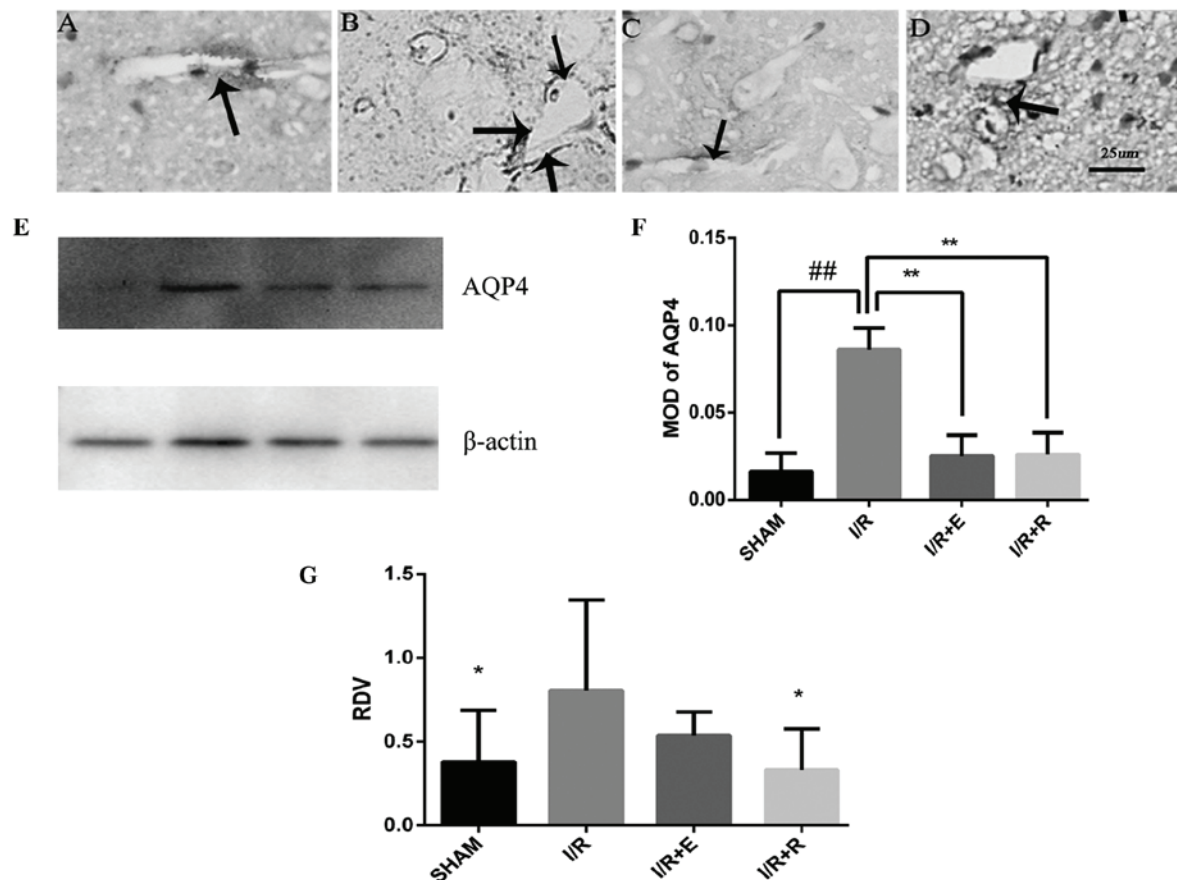 A B C D
25um
E
AQP4
β-actin
F
MOD of AQP4
0.15
0.10
0.05
0.00
##
**
**
SHAM
I/R
I/R+E
I/R+R
G
RDV
1.5
1.0
0.5
0.0
*
*
SHAM
I/R
I/R+E
I/R+R